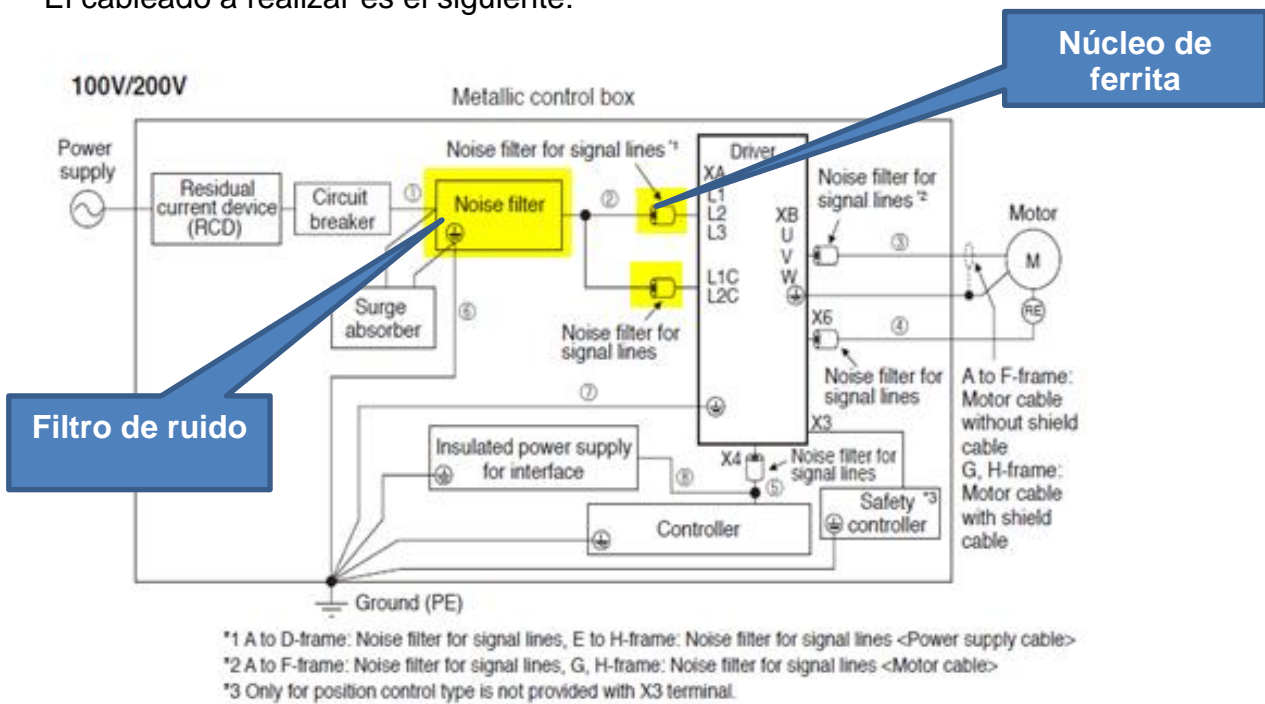 El cableado a realizar es el siguiente:
Núcleo de
ferrita
100V/200V
Metallic control box
Power
supply
Residual
current device
(RCD)
Circuit
breaker
①
Noise filter
②
Noise filter for signal lines *1
Driver
XA
L1
L2
L3
L1C
L2C
XB
U
V
W
Noise filter for
signal lines *2
③
Motor
M
RE
Surge
absorber
⑥
Noise filter for
signal lines
X6
④
Noise filter for
signal lines
A to F-frame:
Motor cable
without shield
cable
G, H-frame:
Motor cable
with shield
cable
Filtro de ruido
⑦
X3
Insulated power supply
for interface
⑧
X4
Noise filter for
signal lines
⑤
Controller
Safety *3
controller
Ground (PE)
*1 A to D-frame: Noise filter for signal lines, E to H-frame: Noise filter for signal lines <Power supply cable>
*2 A to F-frame: Noise filter for signal lines, G, H-frame: Noise filter for signal lines <Motor cable>
*3 Only for position control type is not provided with X3 terminal.